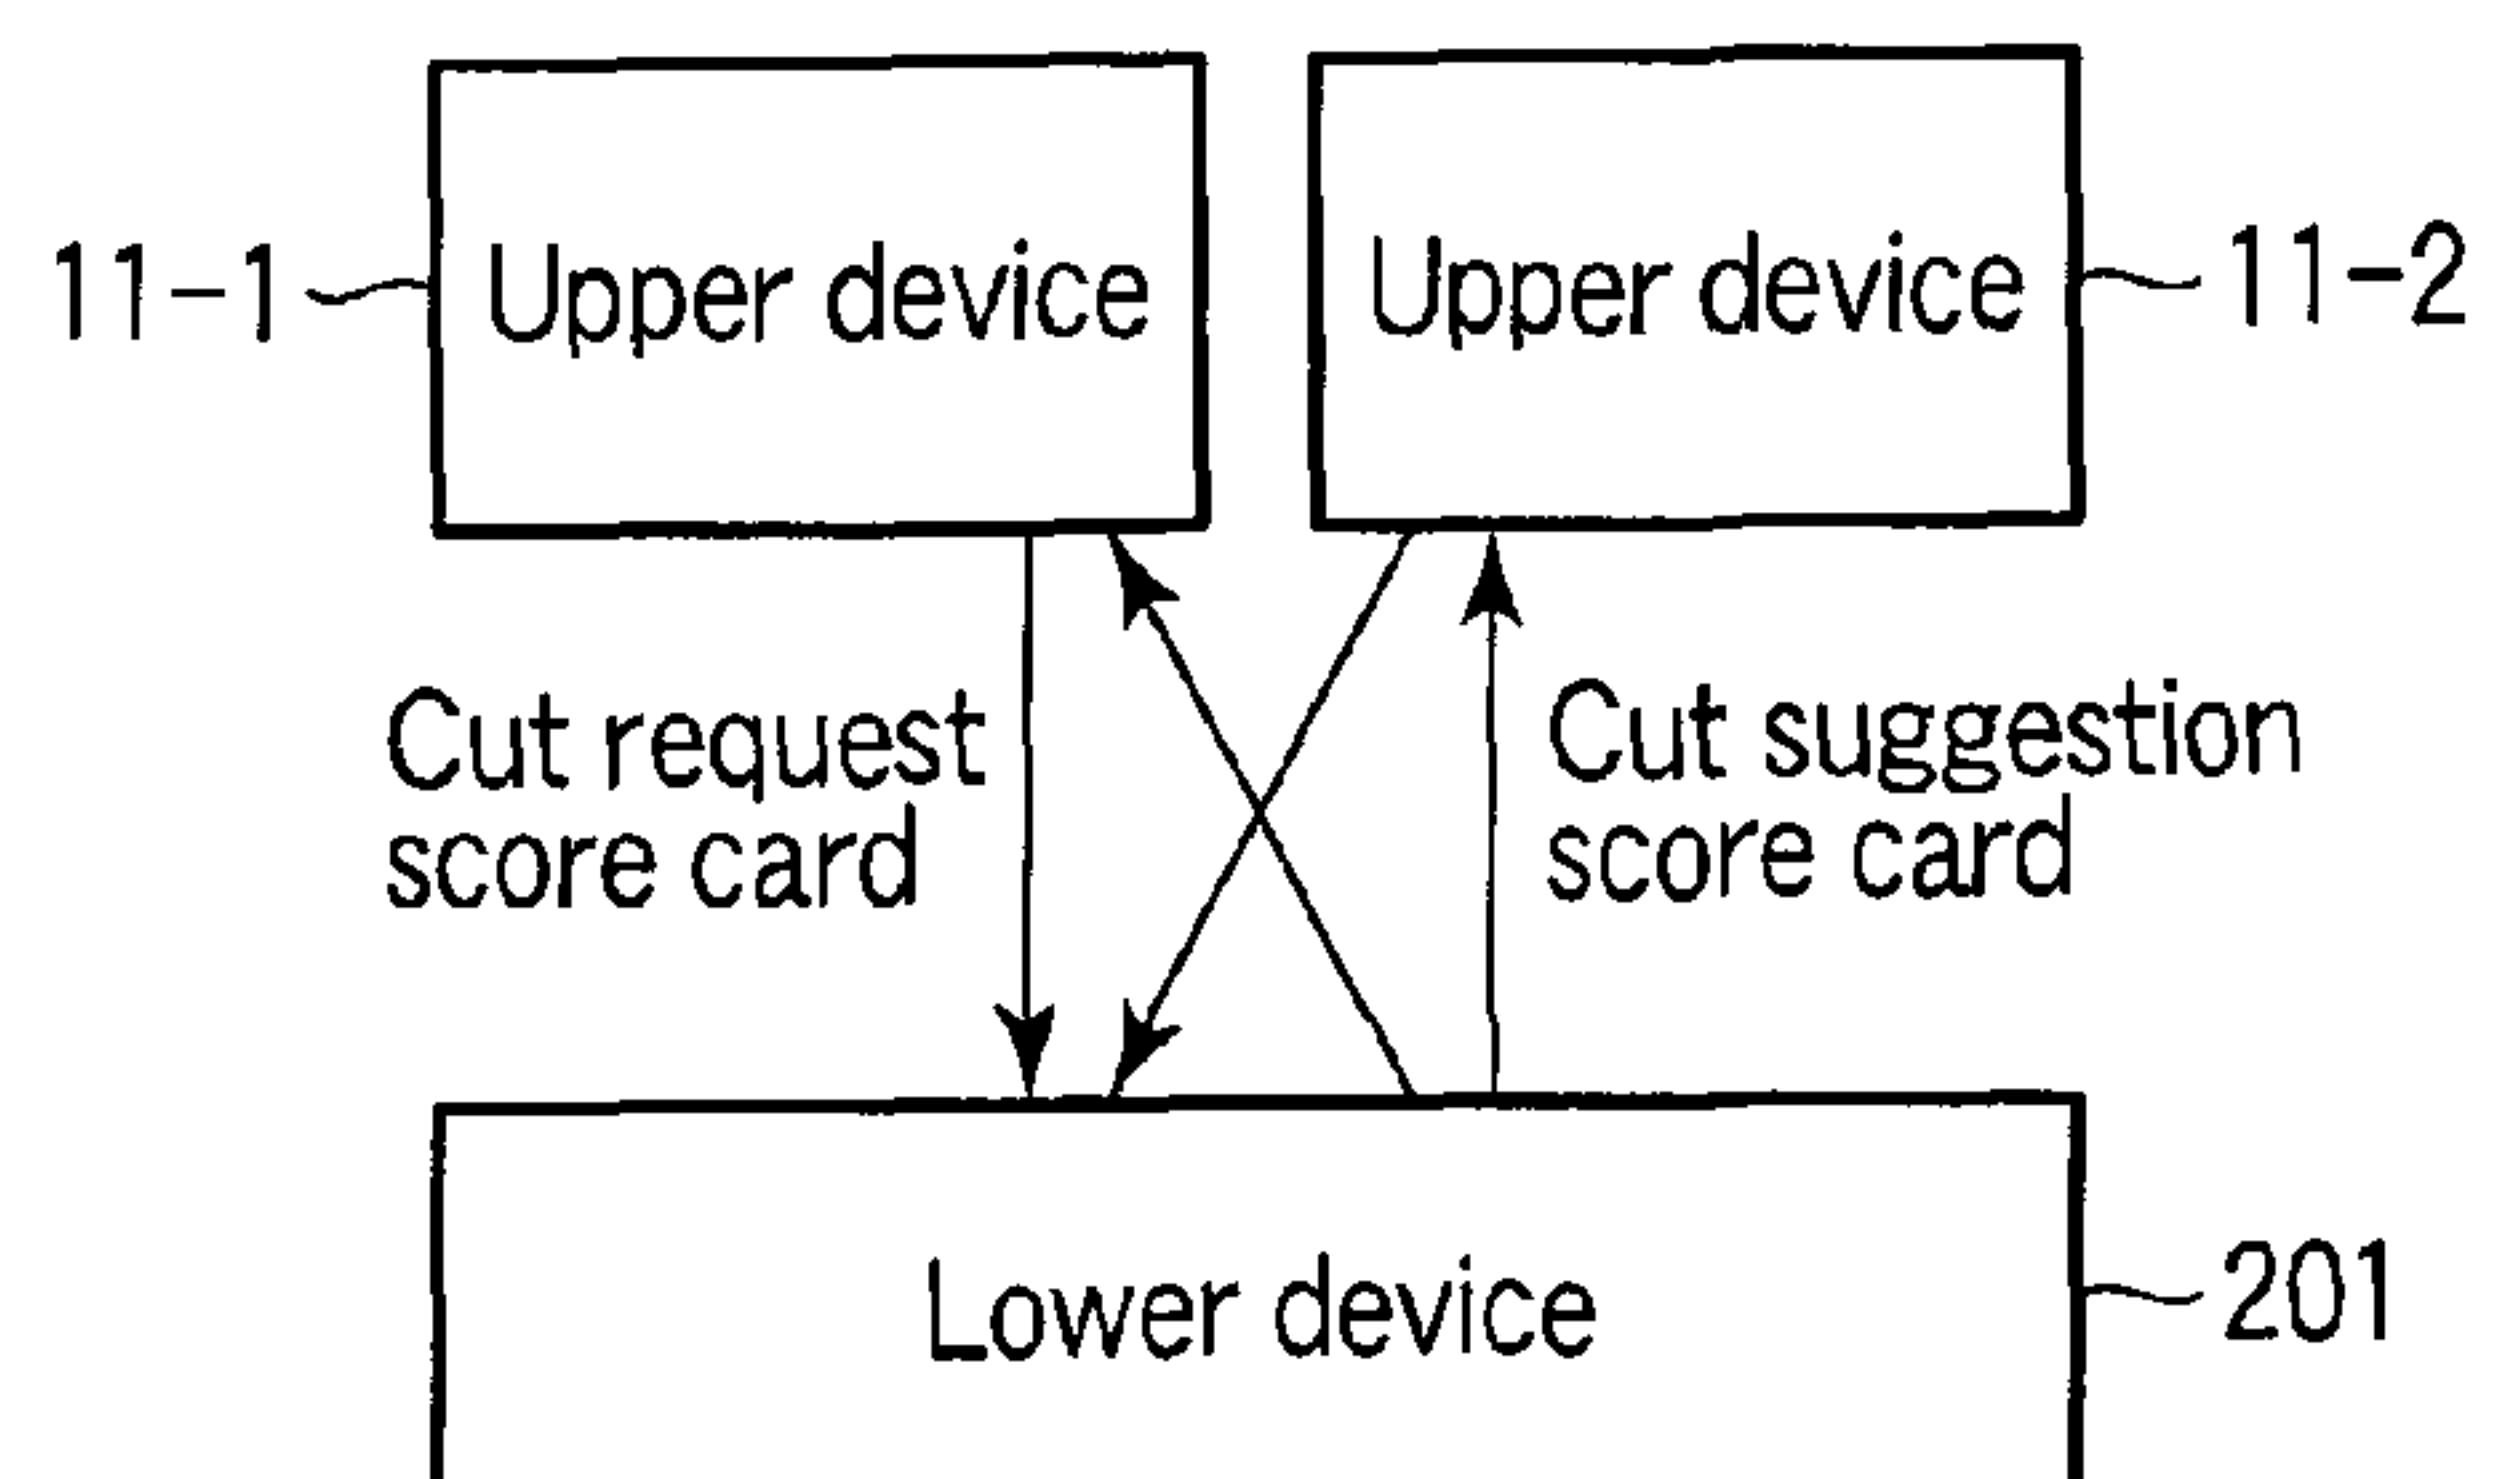 11-1
Upper device
Upper device
11-2
Cut request
score card
Cut suggestion
score card
Lower device
201